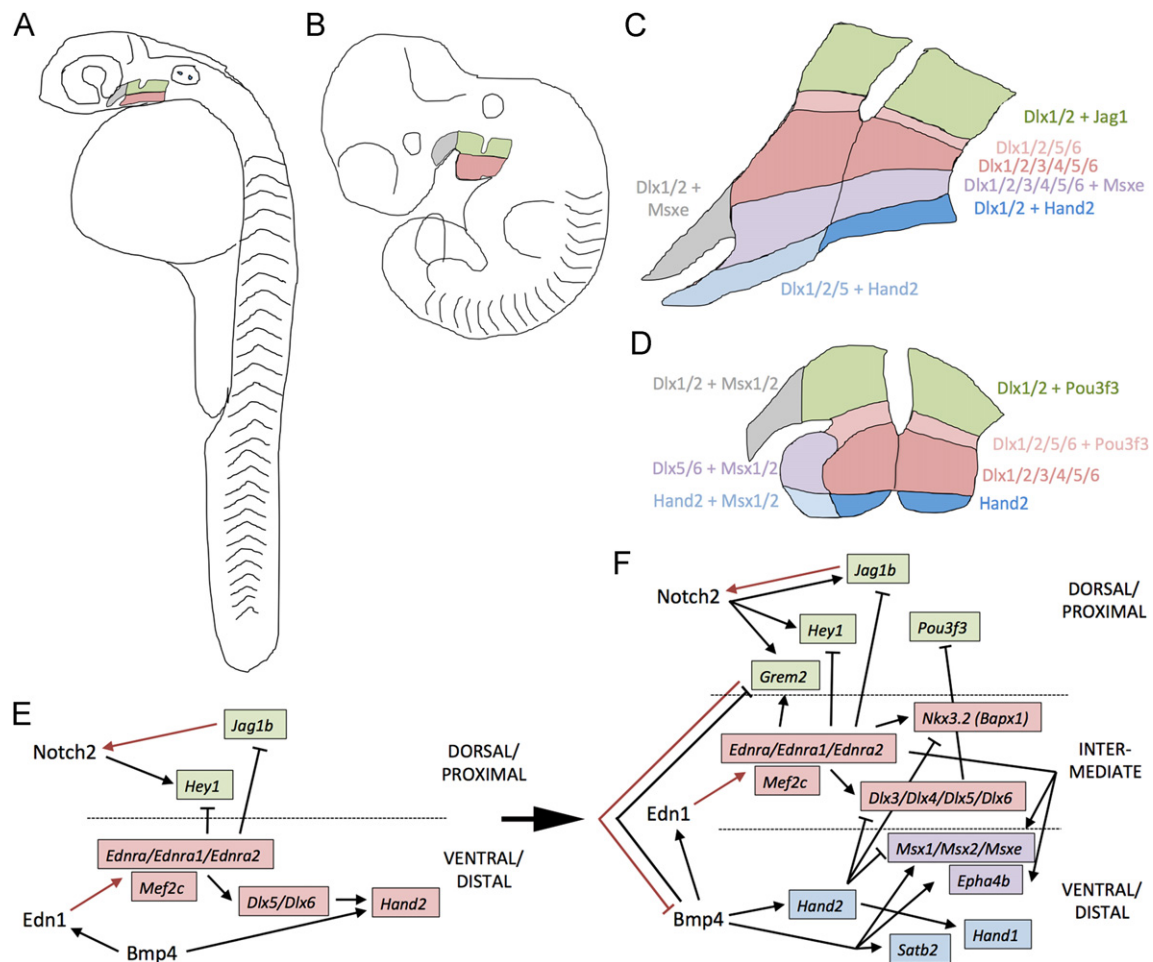 A
B
C
Dlx1/2 + Jag1
Dlx1/2/5/6
Dlx1/2/3/4/5/6
Dlx1/2/3/4/5/6 + Msxe
Dlx1/2 + Hand2
Dlx1/2 +
Msxe
Dlx1/2/5 + Hand2
D
Dlx1/2 + Msx1/2
Dlx1/2 + Pou3f3
Dlx1/2/5/6 + Pou3f3
Dlx5/6 + Msx1/2
Dlx1/2/3/4/5/6
Hand2 + Msx1/2
Hand2
E
Jag1b
Notch2
Hey1
DORSAL/
PROXIMAL
Ednra/Ednra1/Ednra2
Mef2c
VENTRAL/
DISTAL
Dlx5/Dlx6
Hand2
Edn1
Bmp4
F
Jag1b
Notch2
DORSAL/
PROXIMAL
Hey1
Pou3f3
Grem2
Nkx3.2 (Bapx1)
Ednra/Ednra1/Ednra2
INTER-
MEDIATE
Mef2c
Dlx3/Dlx4/Dlx5/Dlx6
Edn1
Msx1/Msx2/Msxe
Epha4b
VENTRAL/
DISTAL
Bmp4
Hand2
Hand1
Satb2